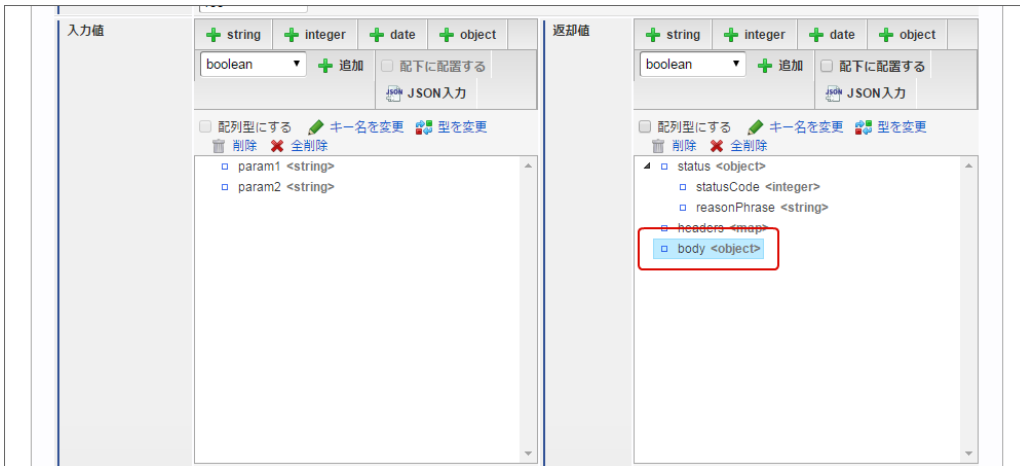 入力値
string integer date object
boolean 追加 配下に配置する
JSON入力
配列型にする キー名を変更 型を変更
削除 全削除
param1 <string>
param2 <string>
返却値
string integer date object
boolean 追加 配下に配置する
JSON入力
配列型にする キー名を変更 型を変更
削除 全削除
status <object>
statusCode <integer>
reasonPhrase <string>
headers <map>
body <object>